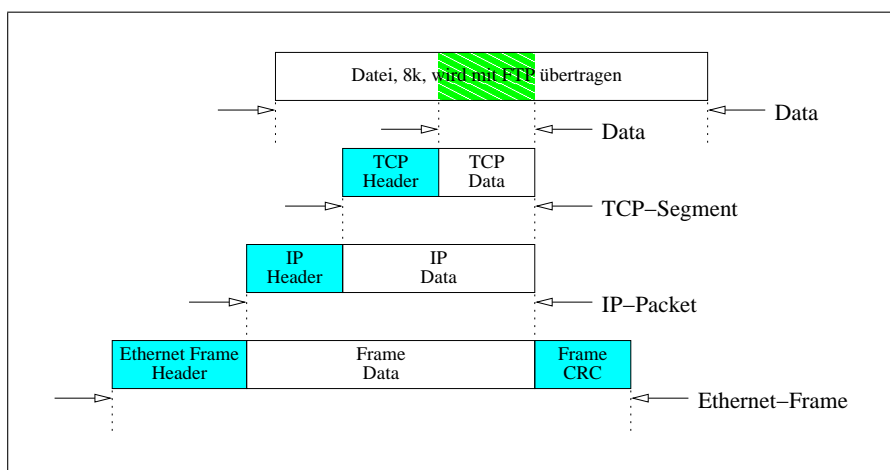 Datei, 8k, wird mit FTP übertragen
Data
Data
TCP TCP
Header Data
TCP–Segment
IP IP
Header Data
IP–Packet
Ethernet Frame Frame Frame
Header Data CRC
Ethernet–Frame